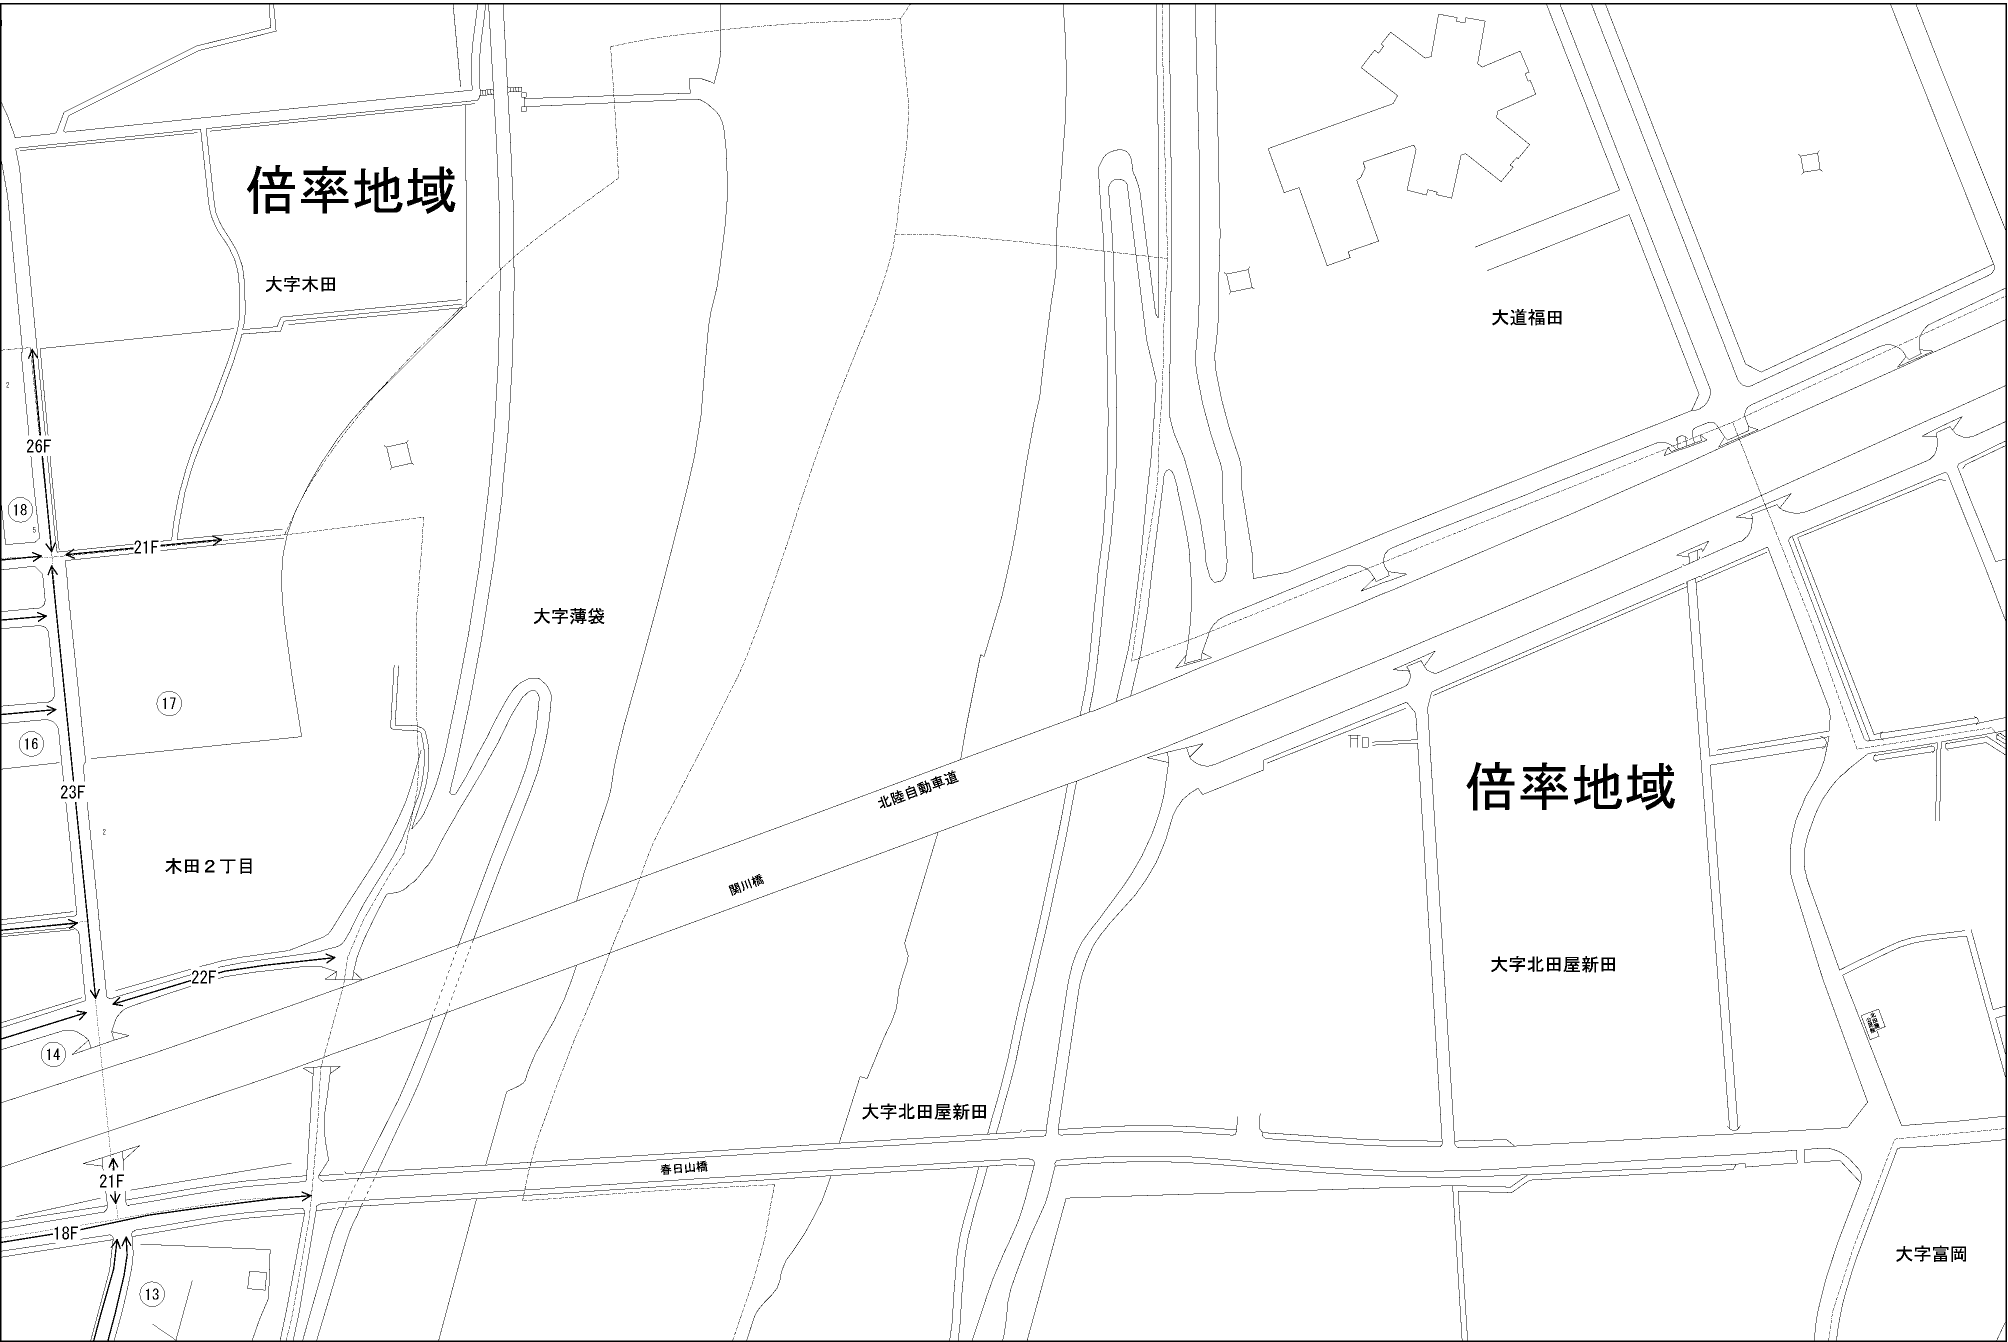 倍率地域
大字木田
大道福田
2
26F
18
5
21F
大字薄袋
17
16
北陸自動車道
倍率地域
23F
2
木田２丁目
関川橋
22F
大字北田屋新田
14
大字北田屋新田
春日山橋
21F
18F
大字富岡
13